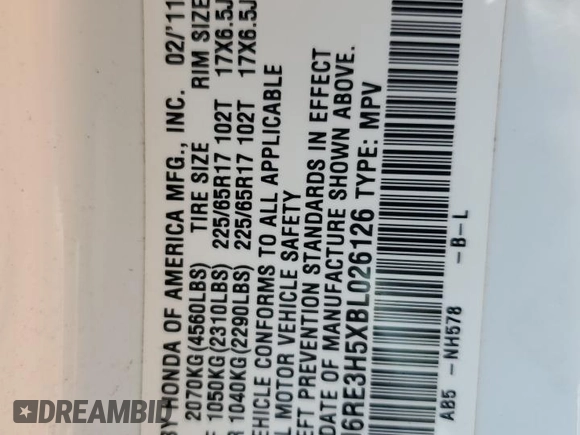 BY HONDA OF AMERICA MFG., INC. 02/'11
2070KG(4560LBS) TIRE SIZE RIM SIZE
1050KG(2310LBS) 225/65R17 102T 17X6.5J
1040KG(2290LBS) 225/65R17 102T 17X6.5J
VEHICLE CONFORMS TO ALL APPLICABLE
MOTOR VEHICLE SAFETY
PREVENTION STANDARDS IN EFFECT
DATE OF MANUFACTURE SHOWN ABOVE.
6RE3H5XBL026126 TYPE: MPV
AB5 -NH578 -B-L
DREAMBID